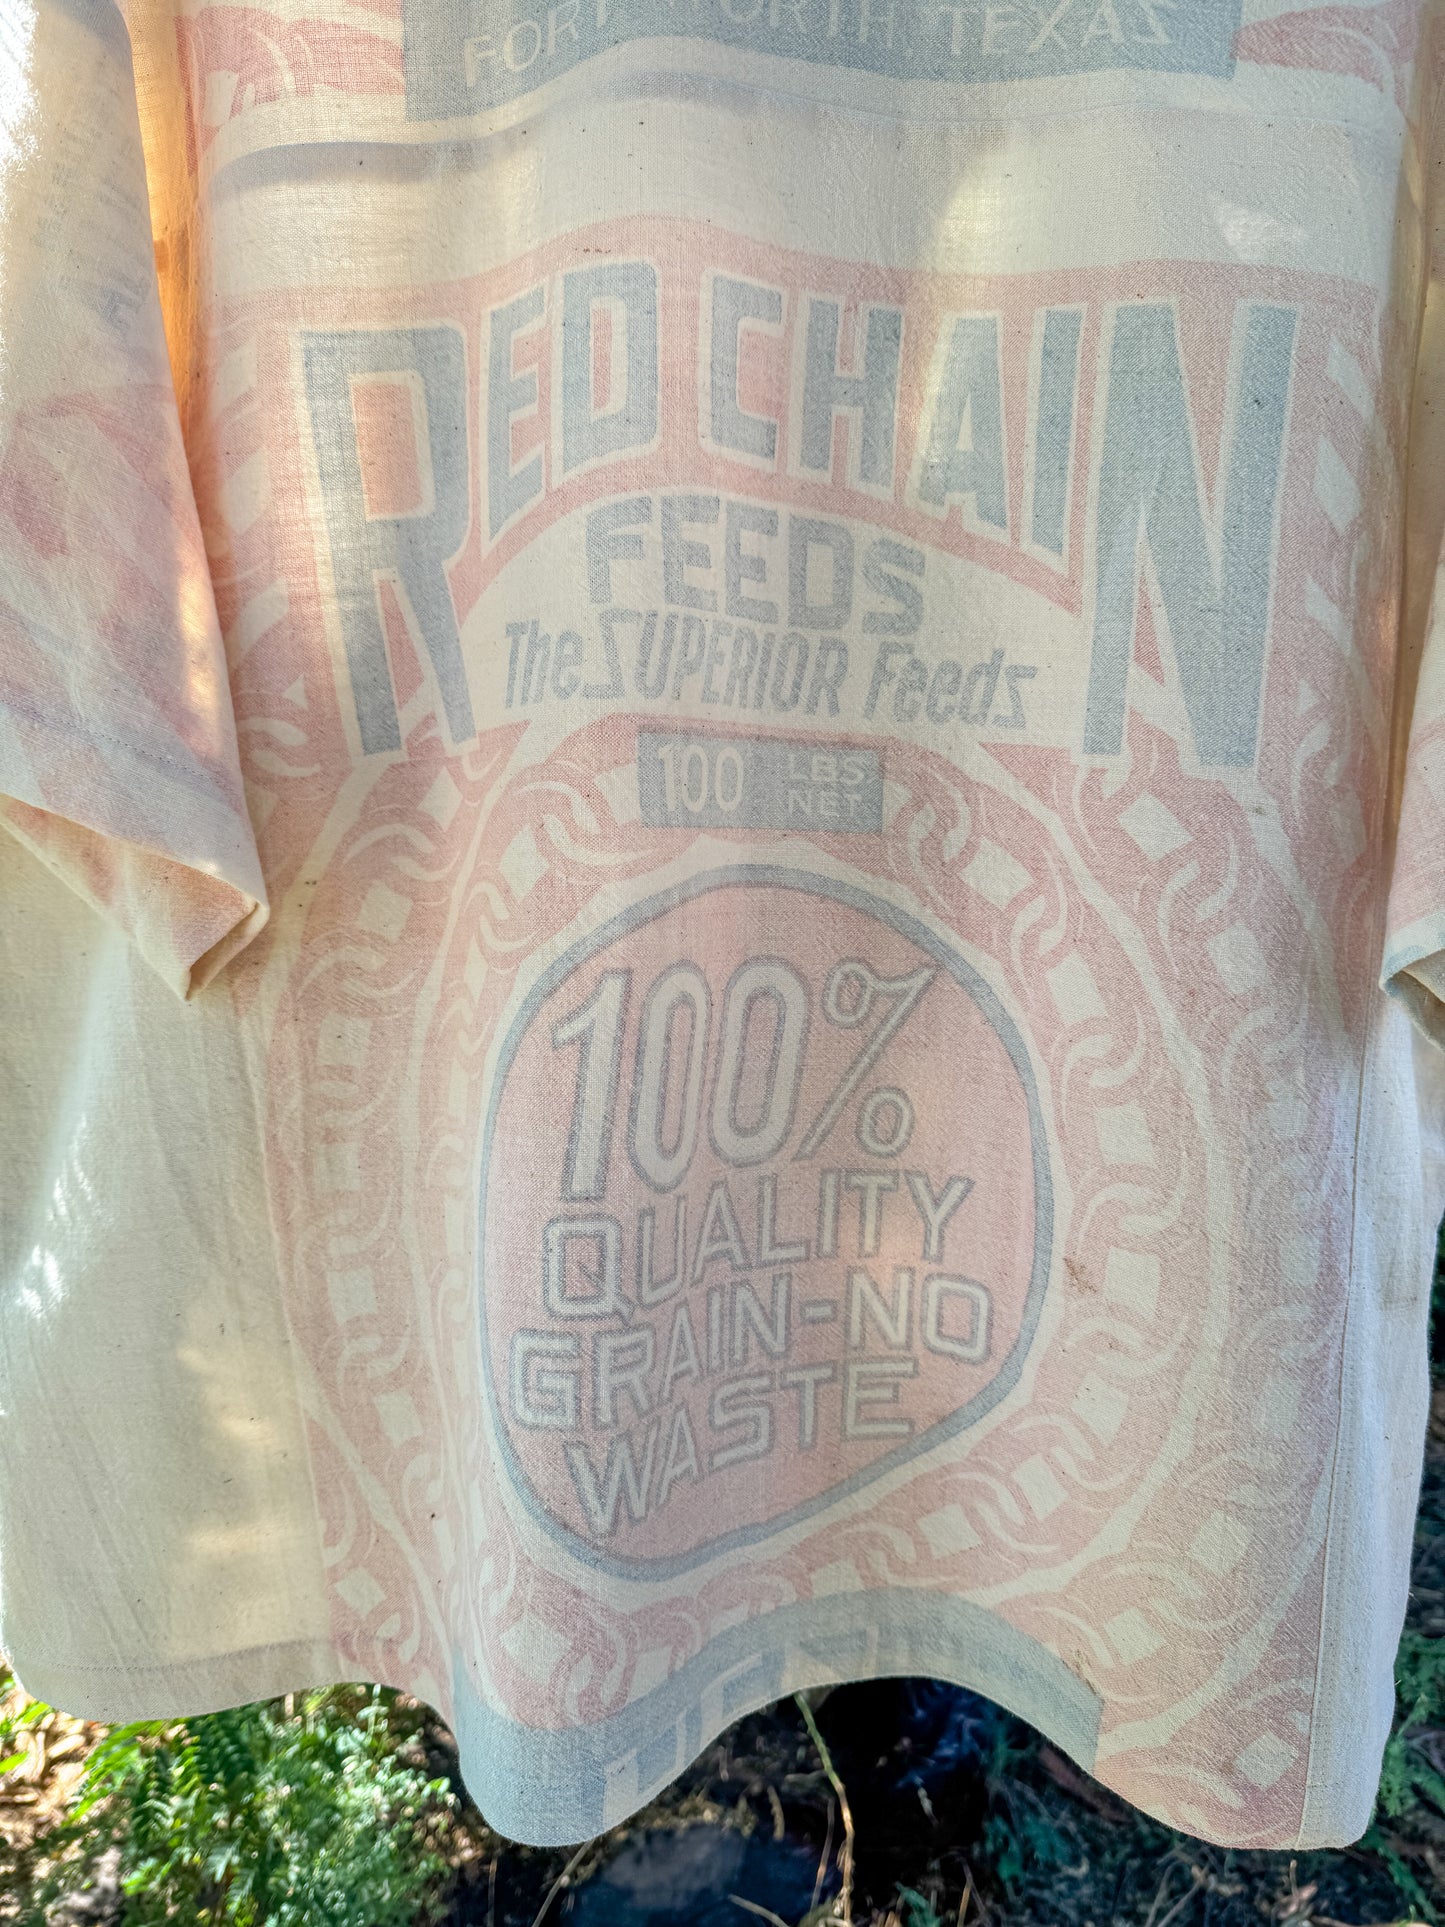 FORT WORTH, TEXAS
RED CHAIN
FEEDS
The SUPERIOR Feeds
100 LBS
NET
100%
QUALITY
GRAIN-NO
WASTE